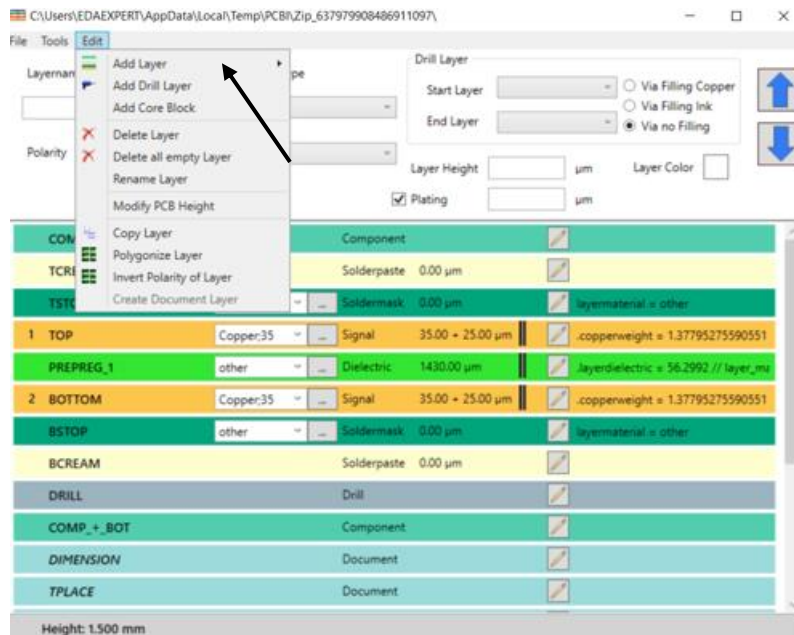 C:\Users\EDAEXPERT\AppData\Local\Temp\PCBI\Zip_637979908486911097\
File Tools Edit
Add Layer
Add Drill Layer
Add Core Block
Delete Layer
Delete all empty Layer
Rename Layer
Modify PCB Height
Copy Layer
Polygonize Layer
Invert Polarity of Layer
Create Document Layer
Layernam
pe
Polarity
Drill Layer
Start Layer
End Layer
Via Filling Copper
Via Filling Ink
Via no Filling
Layer Height µm Layer Color
Plating µm
COM Component
TCRE Solderpaste 0.00 µm
TSTO ... Soldermask 0.00 µm layermaterial = other
1 TOP Copper;35 ... Signal 35.00 + 25.00 µm .copperweight = 1.37795275590551
PREPREG_1 other ... Dielectric 1430.00 µm .layerdielectric = 56.2992 // layer_ma
2 BOTTOM Copper;35 ... Signal 35.00 + 25.00 µm .copperweight = 1.37795275590551
BSTOP other ... Soldermask 0.00 µm layermaterial = other
BCREAM Solderpaste 0.00 µm
DRILL Drill
COMP_+_BOT Component
DIMENSION Document
TPLACE Document
Height: 1.500 mm